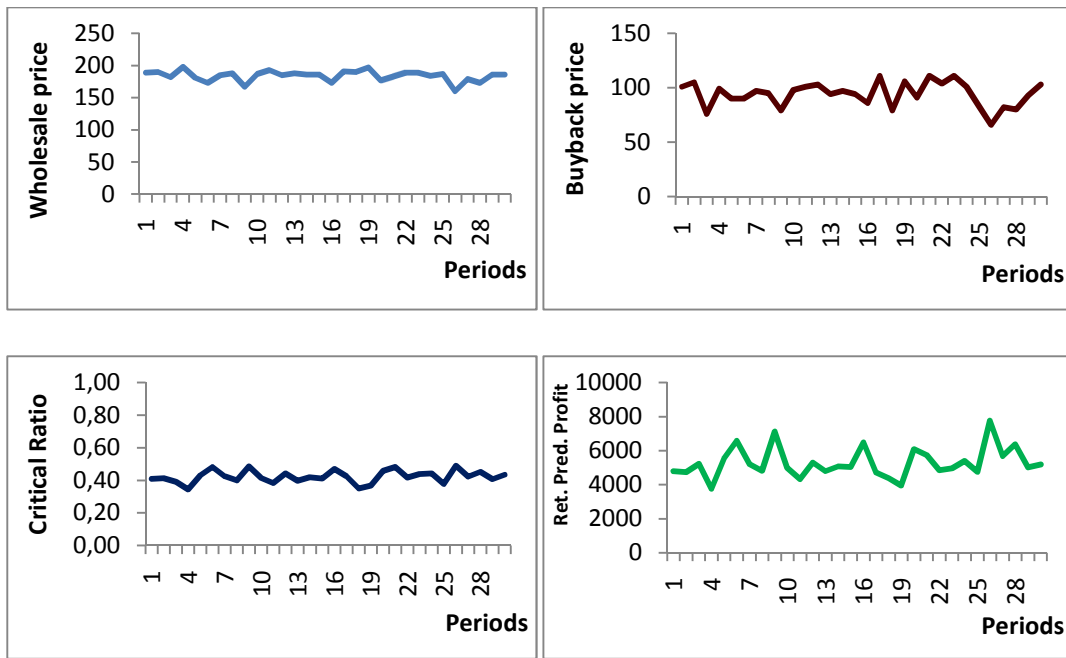 Wholesale price
250
200
150
100
50
0
1 4 7 10 13 16 19 22 25 28
Periods
Buyback price
150
100
50
0
1 4 7 10 13 16 19 22 25 28
Periods
Critical Ratio
1,00
0,80
0,60
0,40
0,20
0,00
1 4 7 10 13 16 19 22 25 28
Periods
Ret. Pred. Profit
10000
8000
6000
4000
2000
0
1 4 7 10 13 16 19 22 25 28
Periods